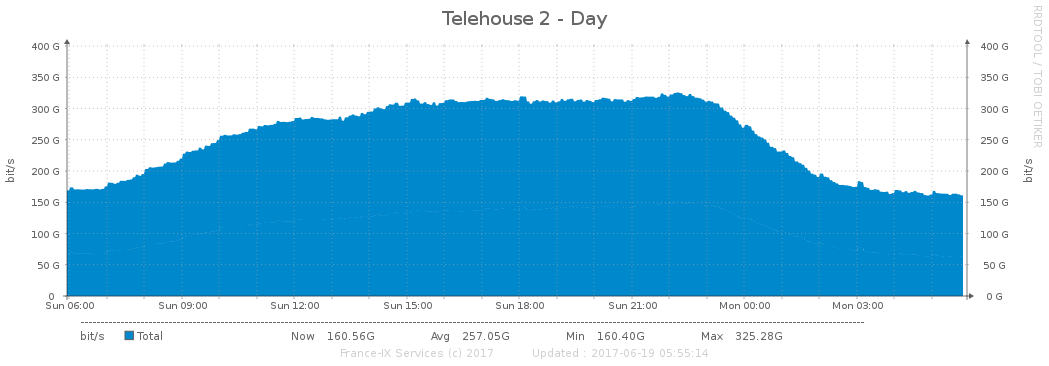 Telehouse 2 - Day
RRDTOOL / TOBI OETIKER
400 G 400 G
350 G 350 G
300 G 300 G
250 G 250 G
200 G 200 G
150 G 150 G
100 G 100 G
50 G 50 G
0 0 G
bit/s
bit/s
Sun 06:00 Sun 09:00 Sun 12:00 Sun 15:00 Sun 18:00 Sun 21:00 Mon 00:00 Mon 03:00
bit/s Total Now 160.56G Avg 257.05G Min 160.40G Max 325.28G
France-IX Services (c) 2017 Updated : 2017-06-19 05:55:14